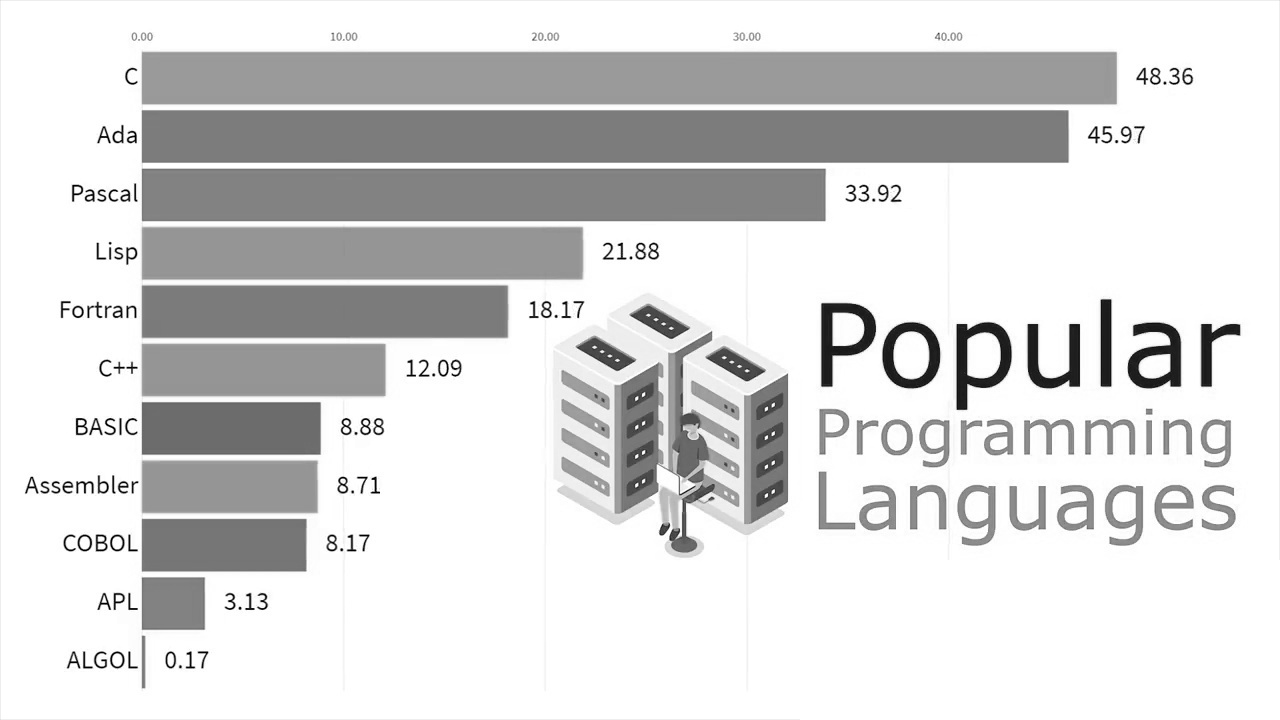 0.00 10.00 20.00 30.00 40.00
C 48.36
Ada 45.97
Pascal 33.92
Lisp 21.88
Fortran 18.17
C++ 12.09
BASIC 8.88
Assembler 8.71
COBOL 8.17
APL 3.13
ALGOL 0.17
Popular
Programming
Languages